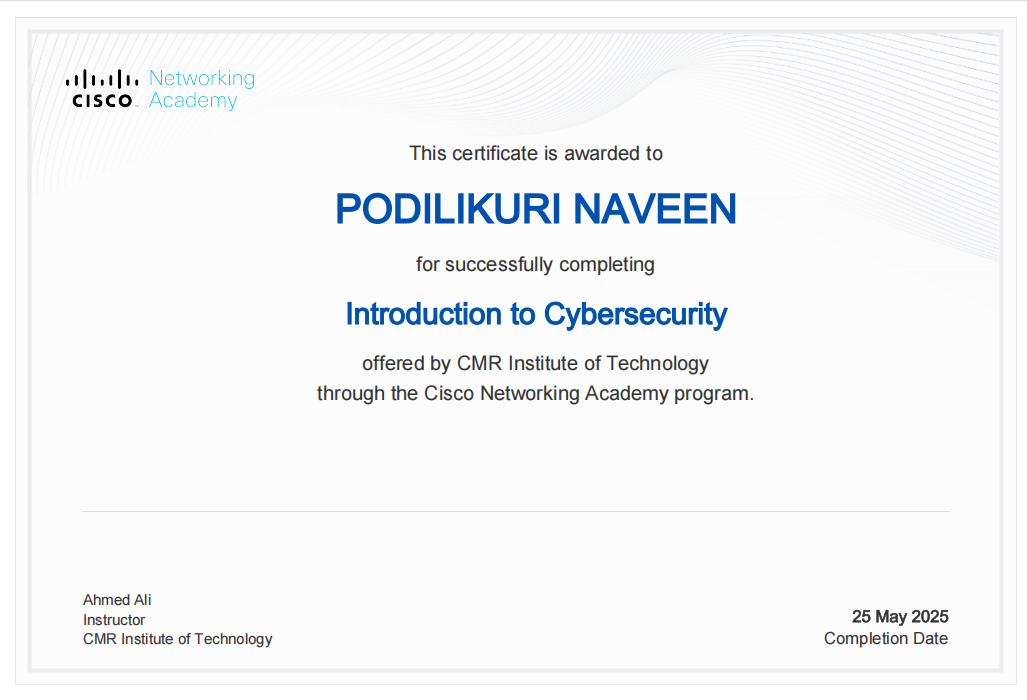 CISCO
Networking
Academy
This certificate is awarded to
PODILIKURI NAVEEN
for successfully completing
Introduction to Cybersecurity
offered by CMR Institute of Technology
through the Cisco Networking Academy program.
Ahmed Ali
Instructor
CMR Institute of Technology
25 May 2025
Completion Date